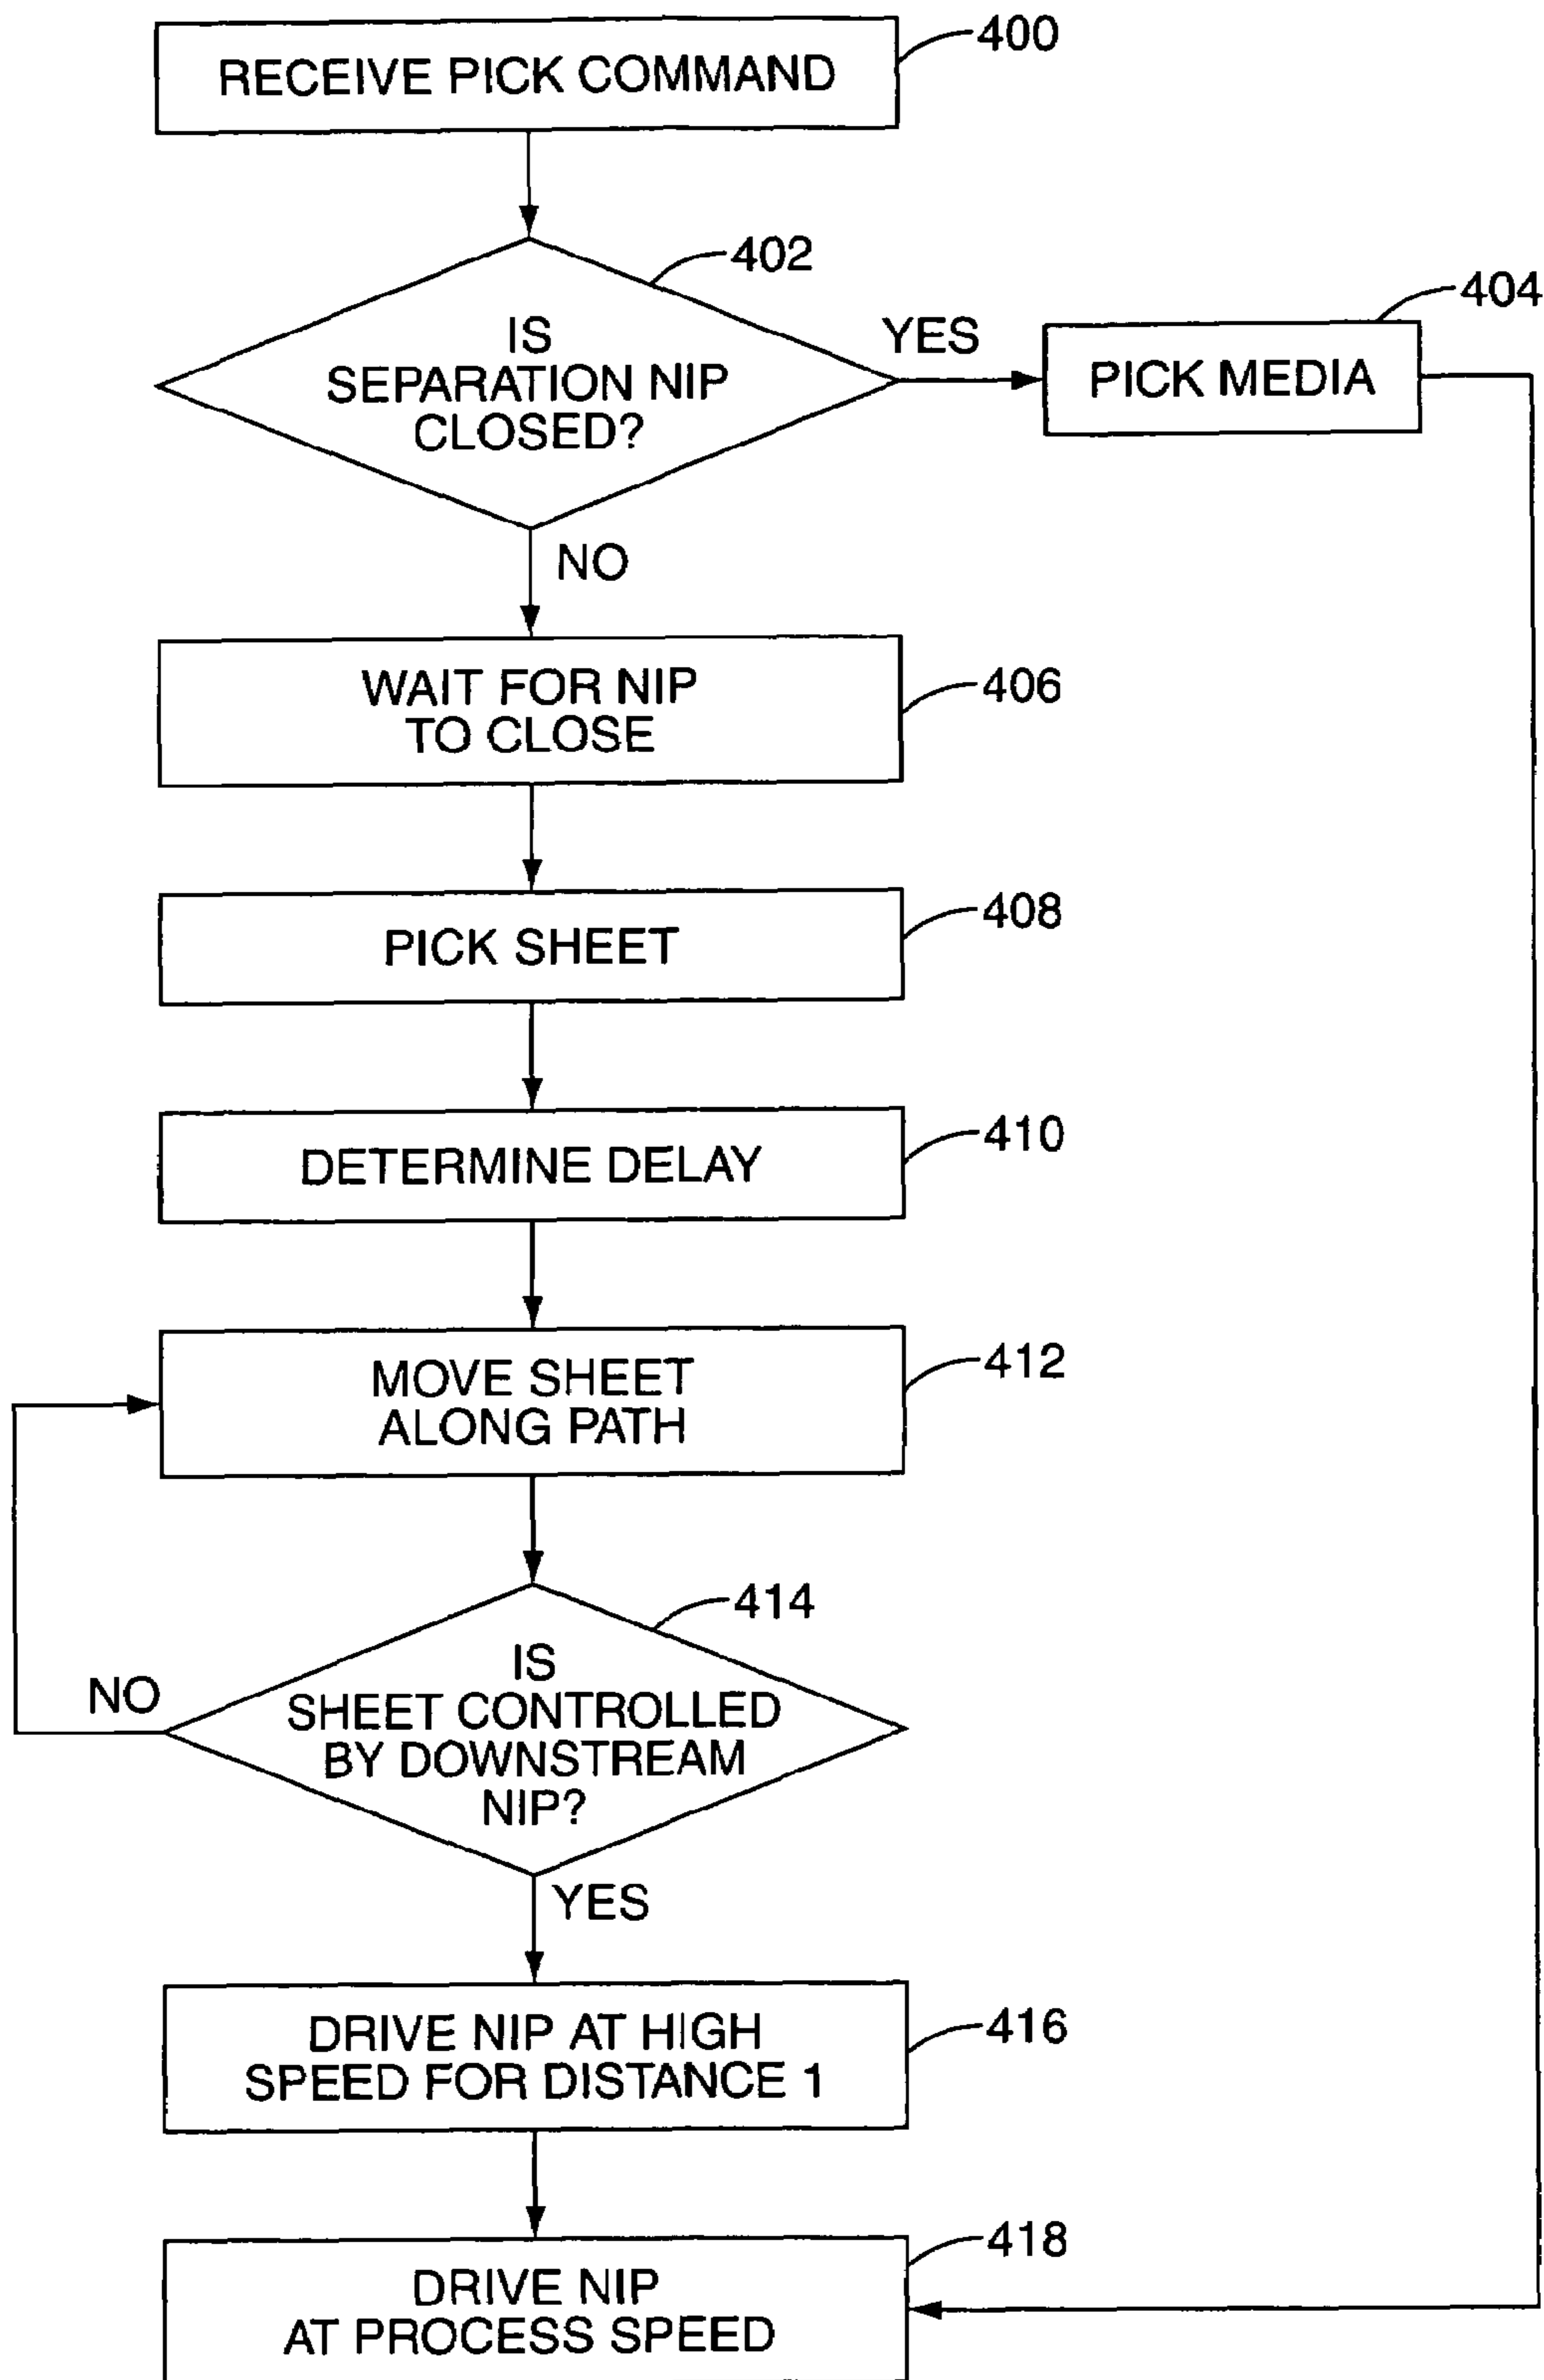 400
RECEIVE PICK COMMAND
402
IS
SEPARATION NIP
CLOSED?
YES
404
PICK MEDIA
NO
406
WAIT FOR NIP
TO CLOSE
408
PICK SHEET
410
DETERMINE DELAY
412
MOVE SHEET
ALONG PATH
414
IS
SHEET CONTROLLED
BY DOWNSTREAM
NIP?
NO
YES
416
DRIVE NIP AT HIGH
SPEED FOR DISTANCE 1
418
DRIVE NIP
AT PROCESS SPEED